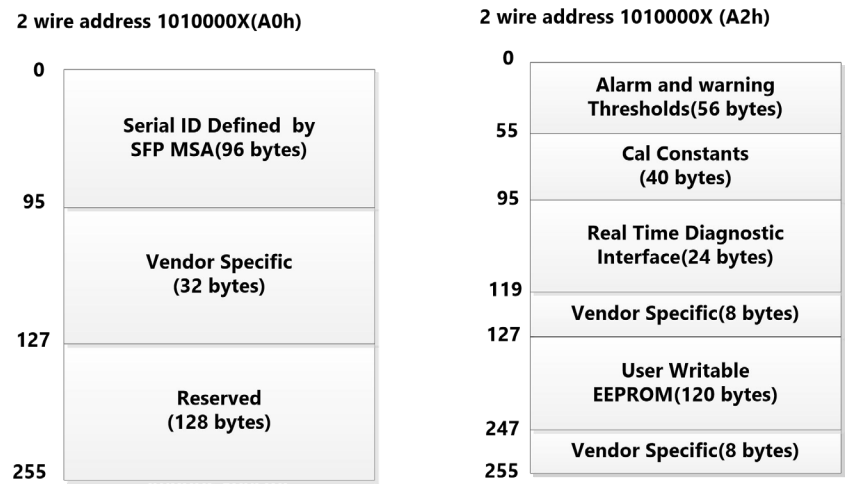 2 wire address 1010000X(A0h)
0
Serial ID Defined by
SFP MSA(96 bytes)
95
Vendor Specific
(32 bytes)
127
Reserved
(128 bytes)
255
2 wire address 1010000X (A2h)
0
Alarm and warning
Thresholds(56 bytes)
55
Cal Constants
(40 bytes)
95
Real Time Diagnostic
Interface(24 bytes)
119
Vendor Specific(8 bytes)
127
User Writable
EEPROM(120 bytes)
247
Vendor Specific(8 bytes)
255